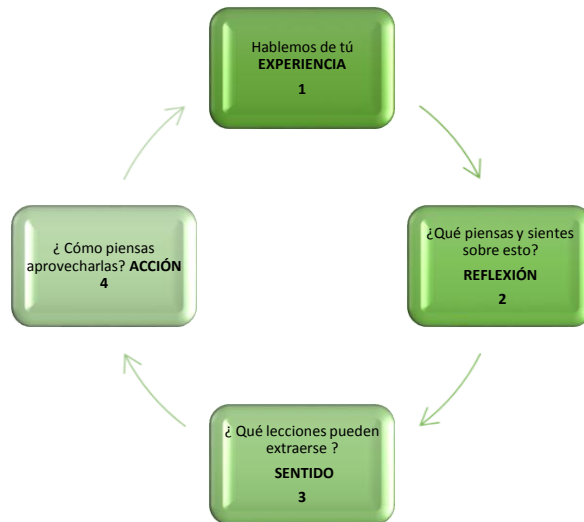 Hablemos de tú
EXPERIENCIA
1
¿Qué piensas y sientes
sobre esto?
REFLEXIÓN
2
¿ Qué lecciones pueden
extraerse ?
SENTIDO
3
¿ Cómo piensas
aprovecharlas? ACCIÓN
4